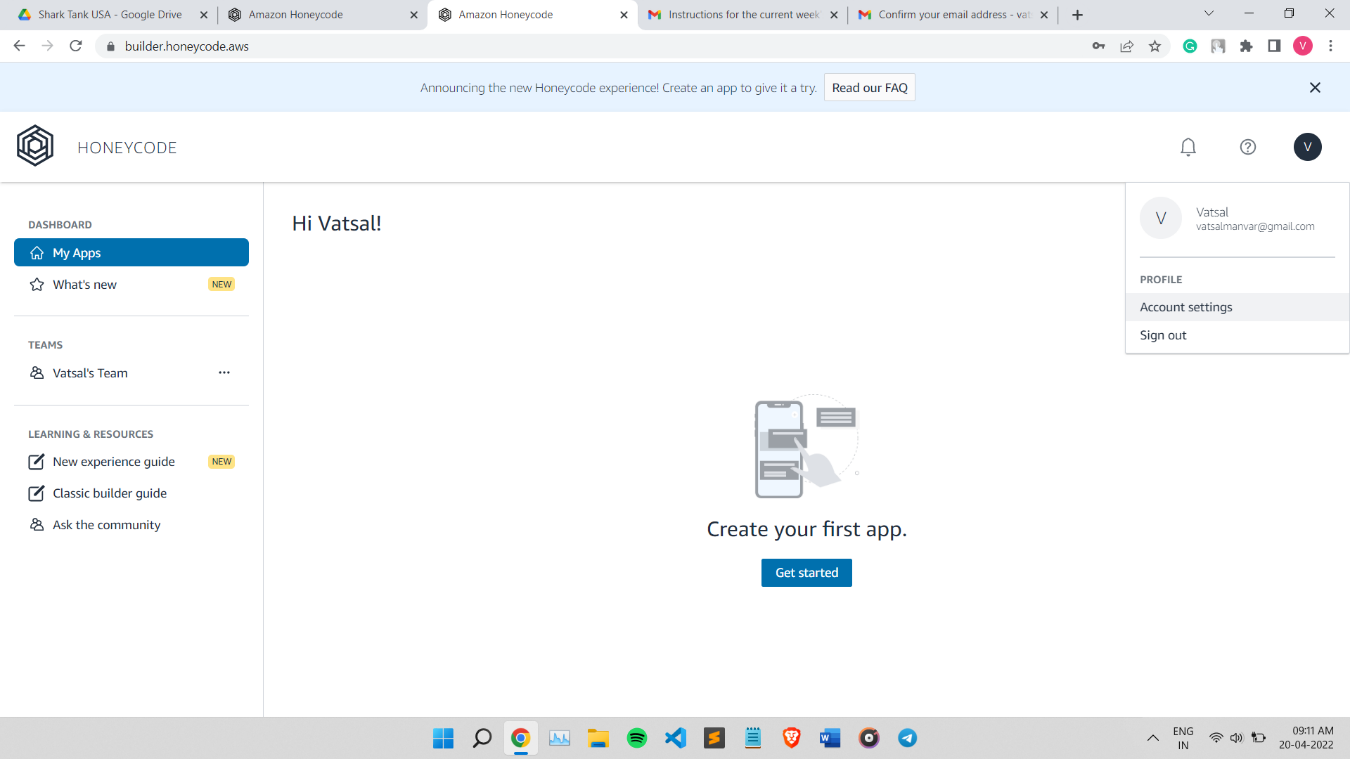 Shark Tank USA - Google Drive
Amazon Honeycode
Amazon Honeycode
Instructions for the current week
Confirm your email address - vat
builder.honeycode.aws
V
Announcing the new Honeycode experience! Create an app to give it a try.
Read our FAQ
HONEYCODE
V
DASHBOARD
My Apps
What's new
NEW
TEAMS
Vatsal's Team
LEARNING & RESOURCES
New experience guide
NEW
Classic builder guide
Ask the community
Hi Vatsal!
Create your first app.
Get started
V
Vatsal
vatsalmanvar@gmail.com
PROFILE
Account settings
Sign out
ENG
IN
09:11 AM
20-04-2022